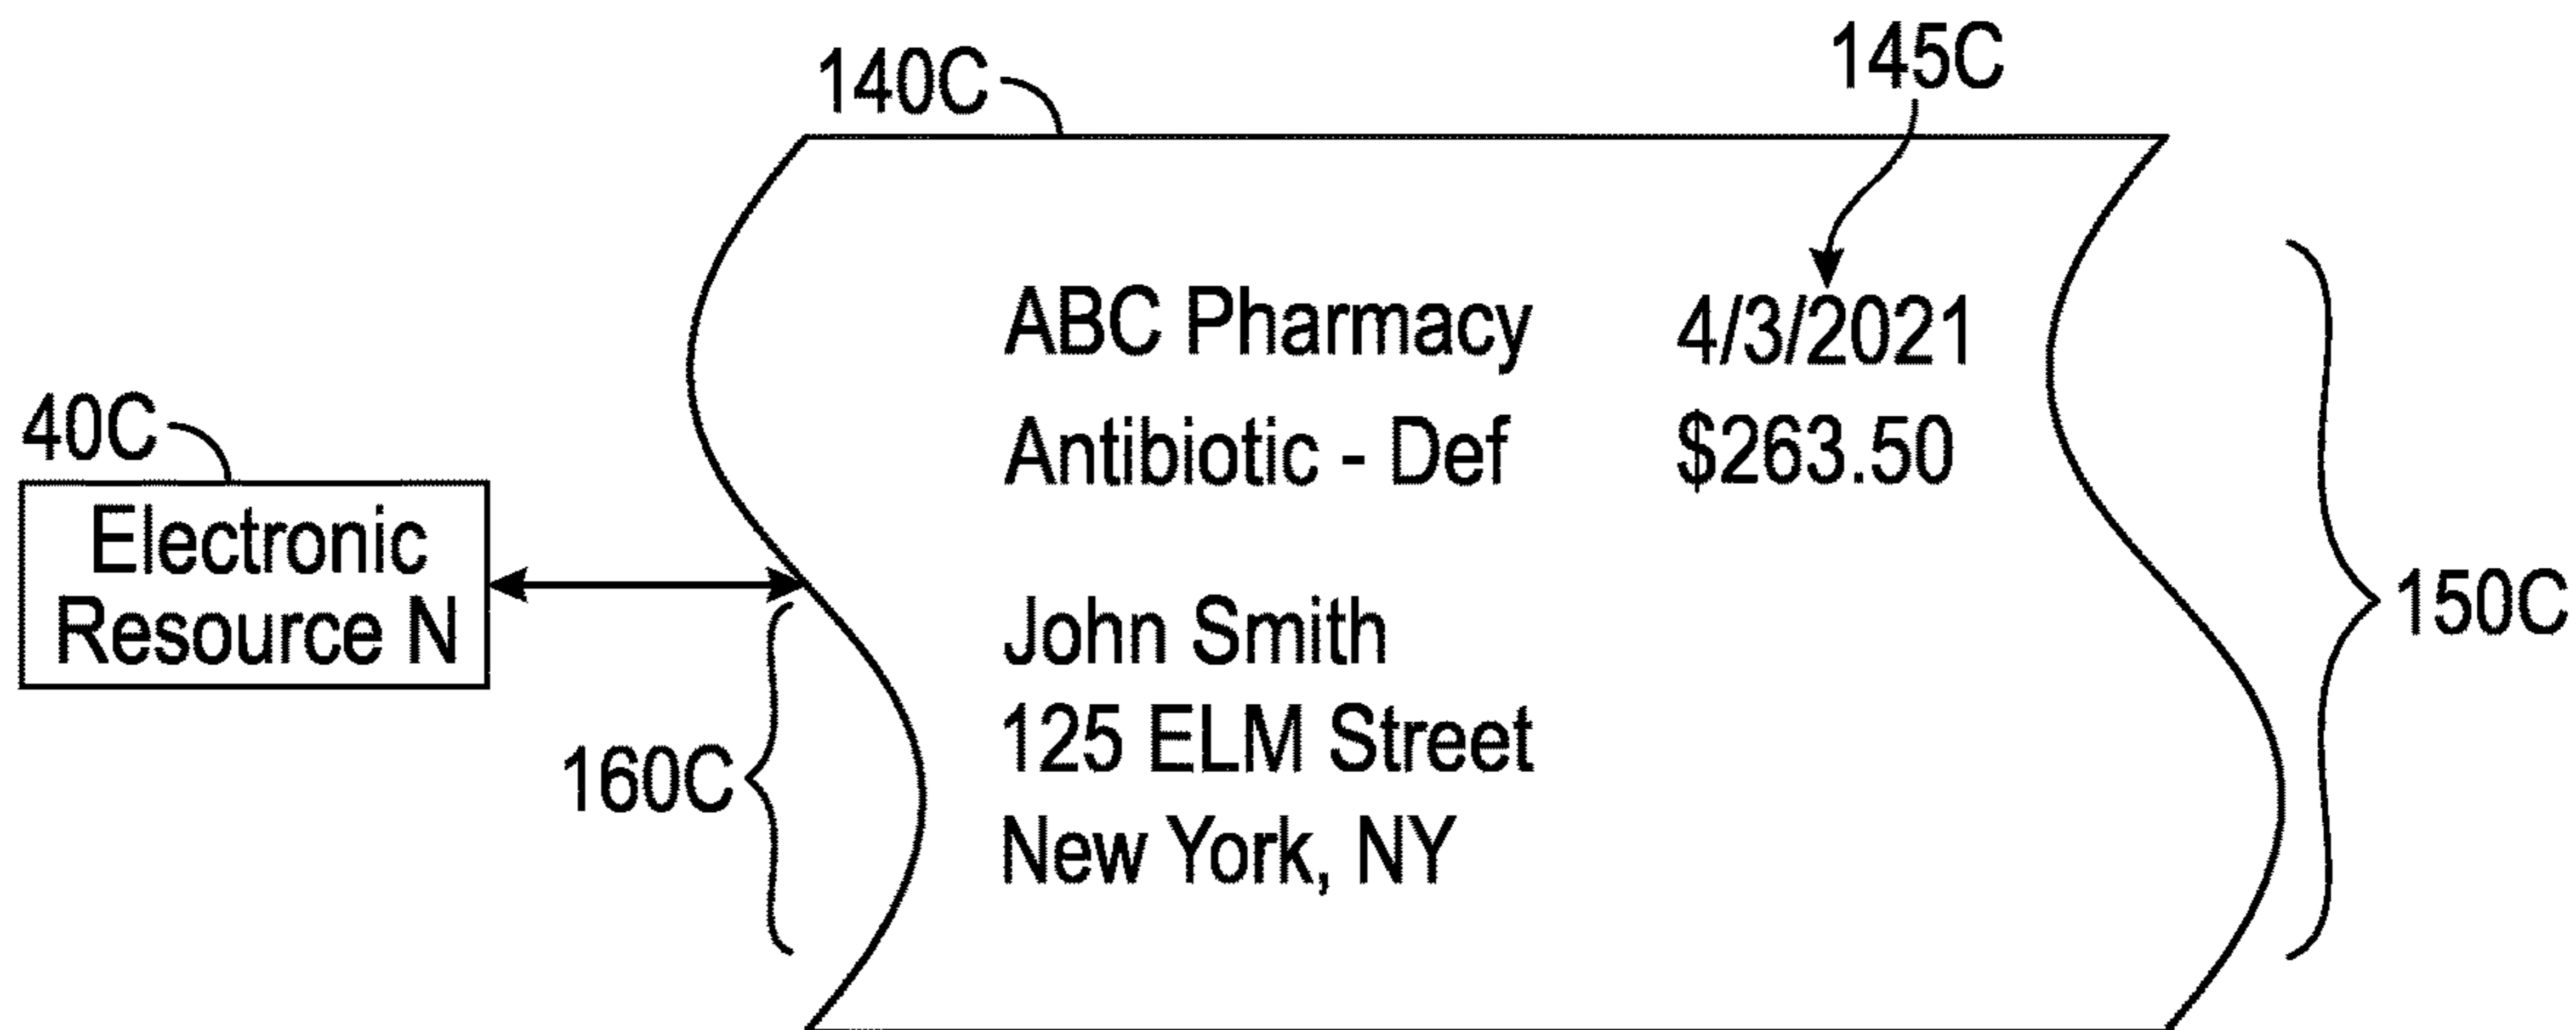 145C
140C
ABC Pharmacy 4/3/2021
40C
Antibiotic - Def $263.50
Electronic
Resource N
John Smith
150C
125 ELM Street
160C
New York, NY